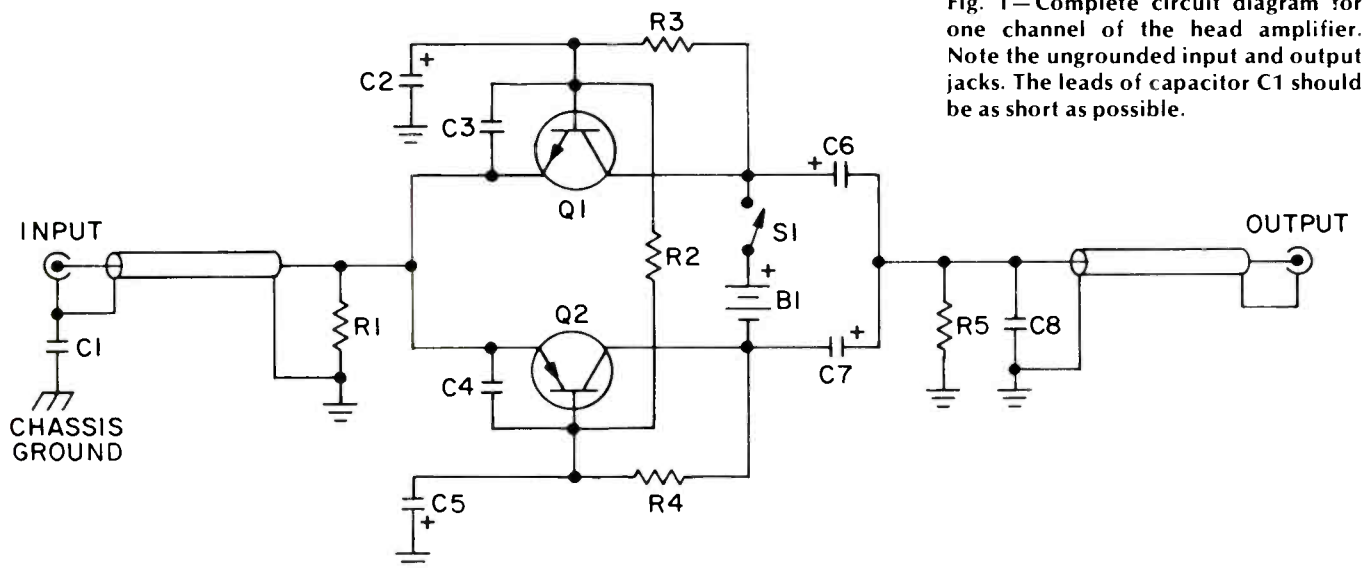 Fig. 1—Complete circuit diagram for
one channel of the head amplifier.
Note the ungrounded input and output
jacks. The leads of capacitor C1 should
be as short as possible.
R3
+
C2
C3
Q1
C6
+
INPUT
S1
OUTPUT
R2
+
B1
R1
C1
Q2
R5
C8
+
C7
C4
CHASSIS
GROUND
R4
C5
+